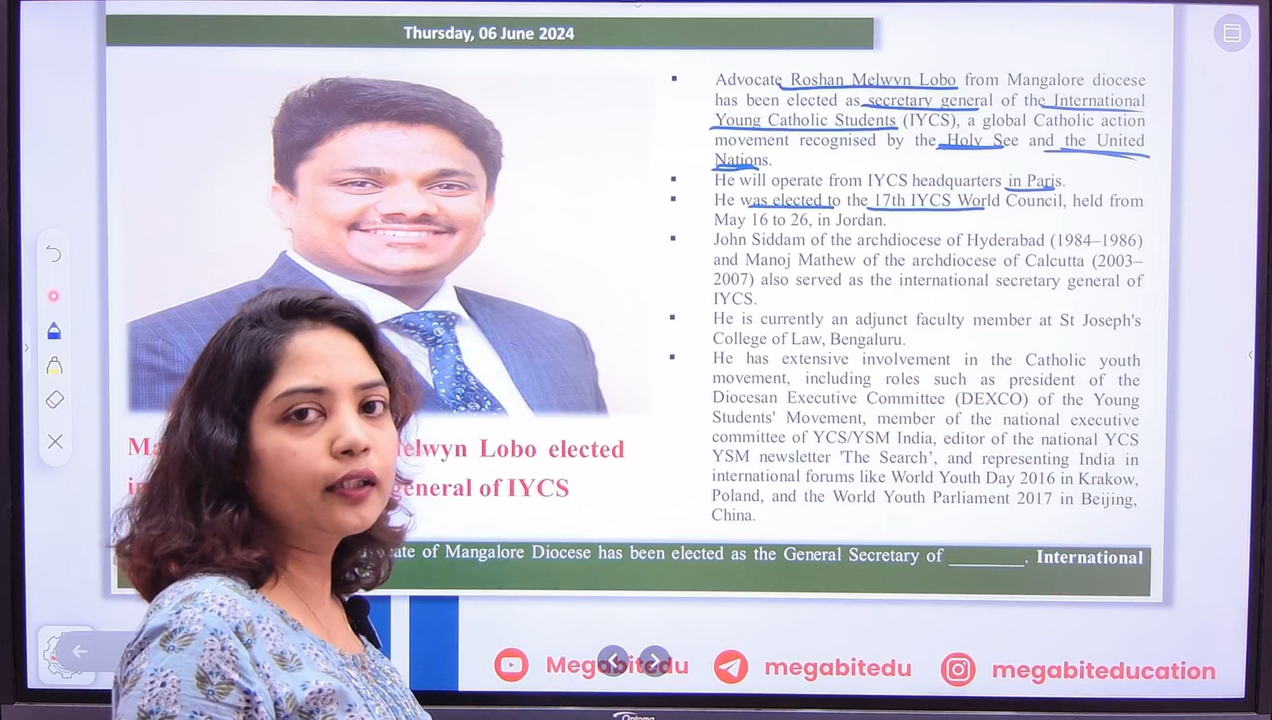 Thursday, 06 June 2024
Advocate Roshan Melwyn Lobo from Mangalore diocese
has been elected as secretary general of the International
Young Catholic Students (IYCS), a global Catholic action
movement recognised by the Holy See and the United
Nations.
He will operate from IYCS headquarters in Paris.
He was elected to the 17th IYCS World Council, held from
May 16 to 26, in Jordan.
John Siddam of the archdiocese of Hyderabad (1984–1986)
and Manoj Mathew of the archdiocese of Calcutta (2003–
2007) also served as the international secretary general of
IYCS.
He is currently an adjunct faculty member at St Joseph's
College of Law, Bengaluru.
He has extensive involvement in the Catholic youth
movement, including roles such as president of the
Diocesan Executive Committee (DEXCO) of the Young
Students' Movement, member of the national executive
committee of YCS/YSM India, editor of the national YCS
YSM newsletter 'The Search', and representing India in
international forums like World Youth Day 2016 in Krakow,
Poland, and the World Youth Parliament 2017 in Beijing,
China.
elwyn Lobo elected
general of IYCS
ate of Mangalore Diocese has been elected as the General Secretary of ________. International
Megabitedu megabitedu megabiteducation
Optoma